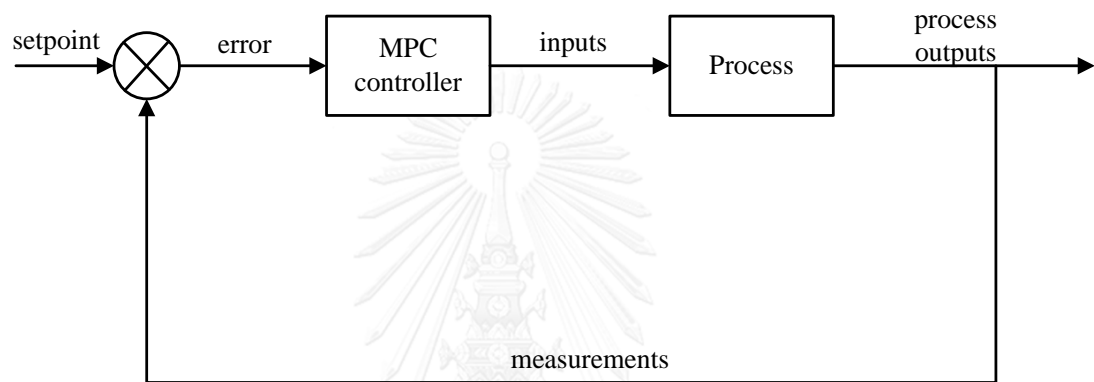 setpoint
error
MPC
controller
inputs
Process
process
outputs
measurements